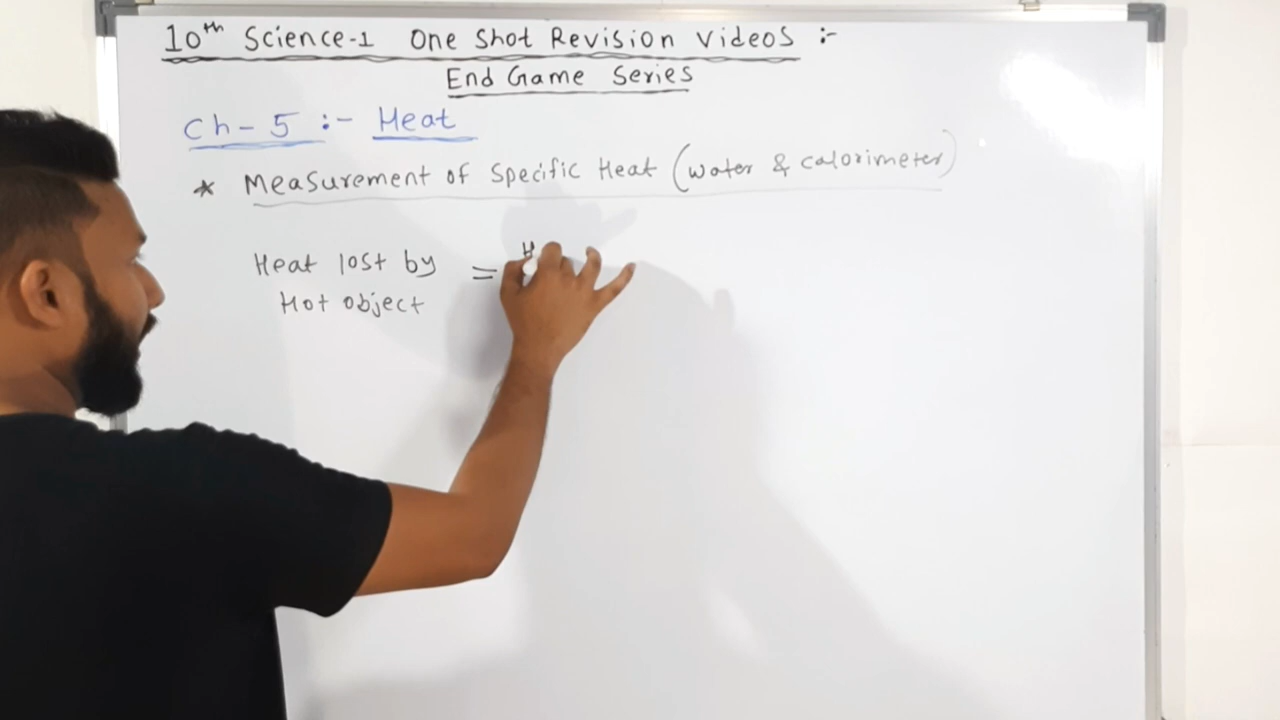 10th Science-1 One Shot Revision Videos :-
End Game Series
Ch-5 :- Heat
* Measurement of Specific Heat (water & calorimeter)
Heat lost by = H
Hot object